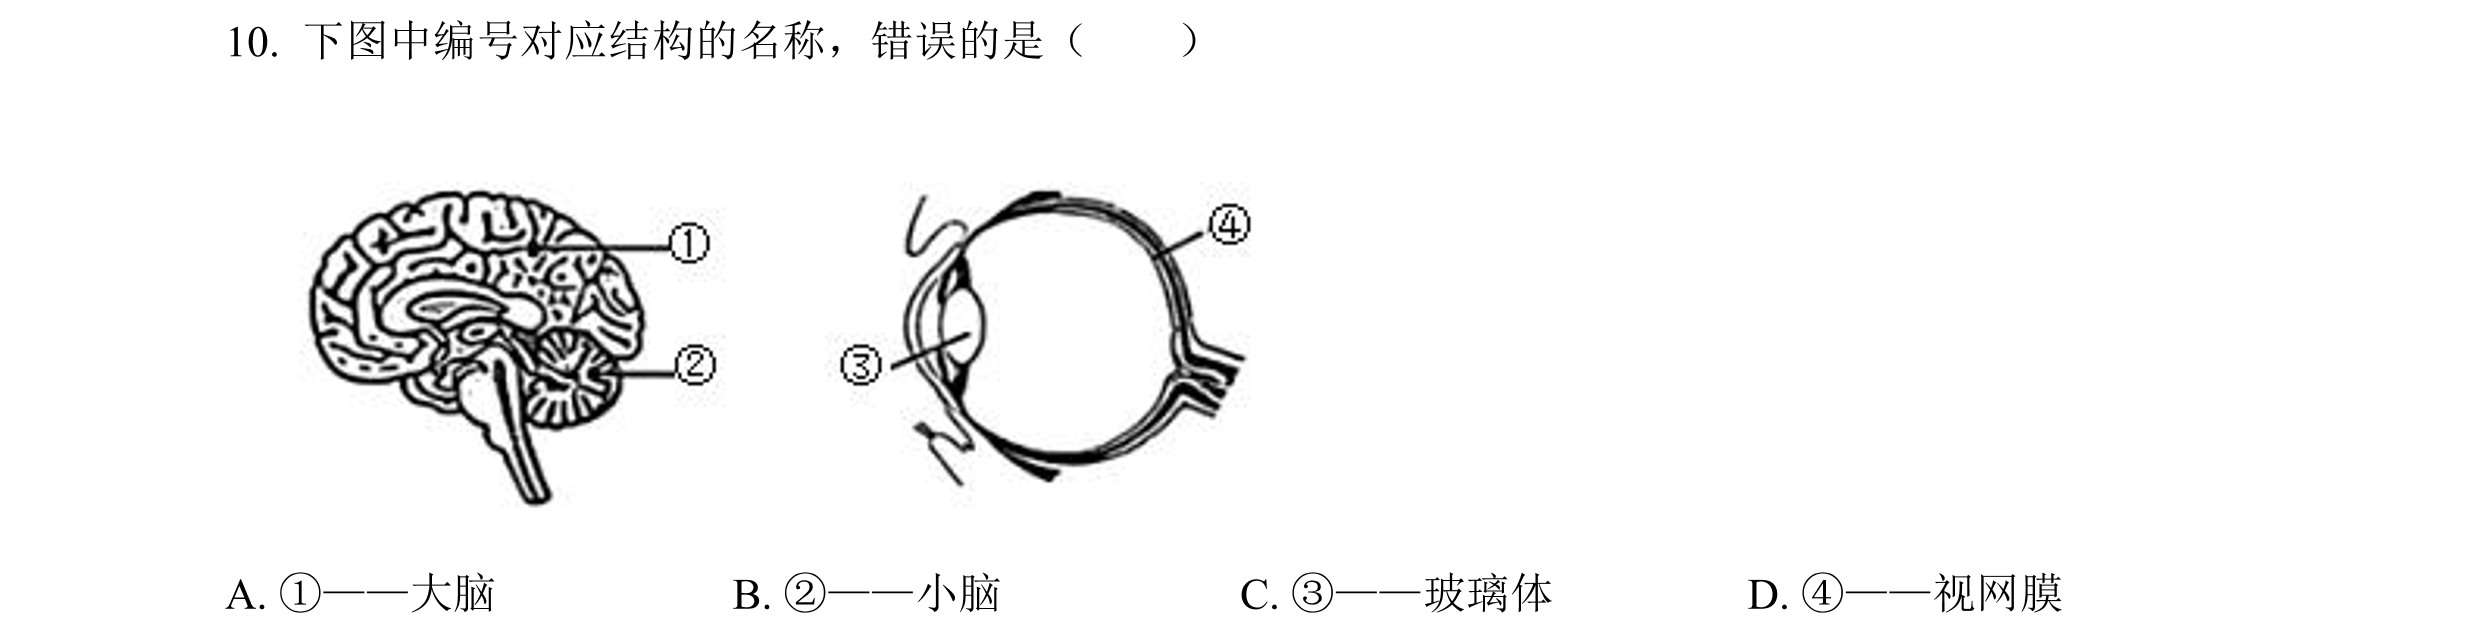 10. 下图中编号对应结构的名称，错误的是（　　）
①
④
②
③
A. ①——大脑 B. ②——小脑 C. ③——玻璃体 D. ④——视网膜